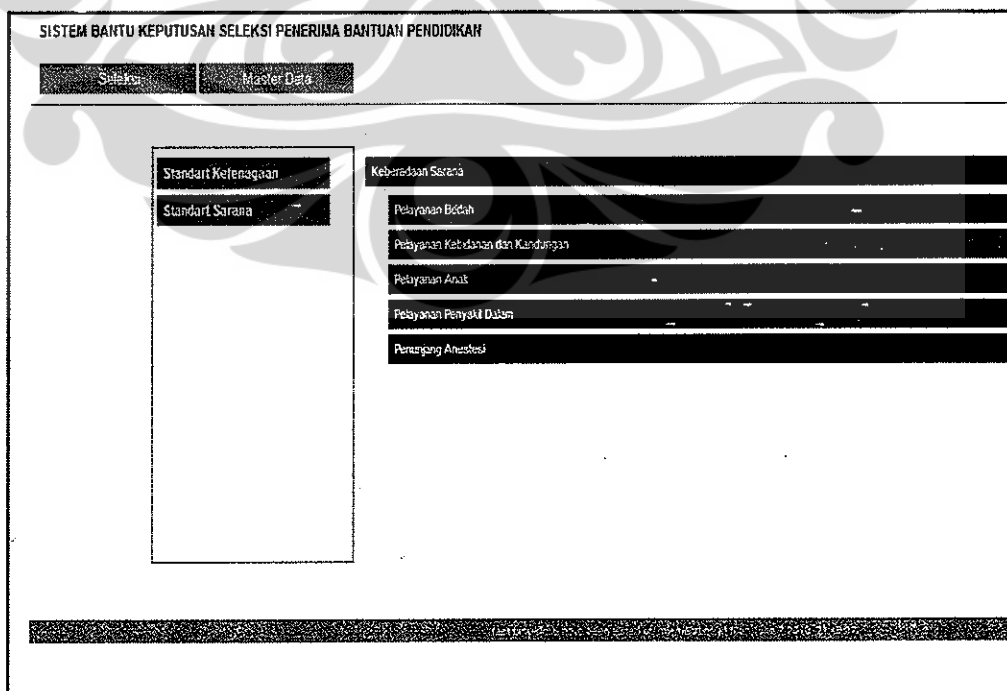 SISTEM BANTU KEPUTUSAN SELEKSI PENERIMA BANTUAN PENDIDIKAN
Seleksi Master Data
Standart Ketenagaan
Standart Sarana
Keberadaan Sarana
Pelayanan Bedah
Pelayanan Kebidanan dan Kandungan
Pelayanan Anak
Pelayanan Penyakit Dalam
Penunjang Anestesi